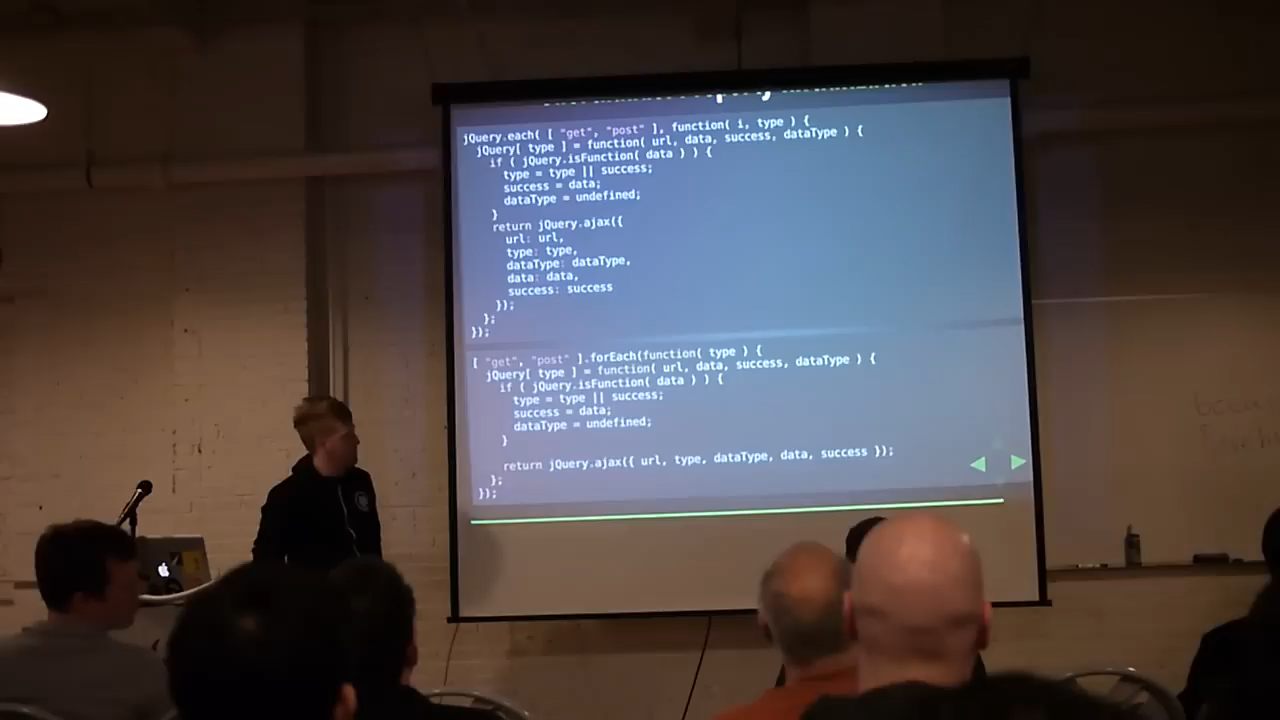 jQuery.each( [ "get", "post" ], function( i, type ) {
jQuery[ type ] = function( url, data, success, dataType ) {
if ( jQuery.isFunction( data ) ) {
type = type || success;
success = data;
dataType = undefined;
}
return jQuery.ajax({
url: url,
type: type,
dataType: dataType,
data: data,
success: success
});
};
});
[ "get", "post" ].forEach(function( type ) {
jQuery[ type ] = function( url, data, success, dataType ) {
if ( jQuery.isFunction( data ) ) {
type = type || success;
success = data;
dataType = undefined;
}
return jQuery.ajax({ url, type, dataType, data, success });
};
});